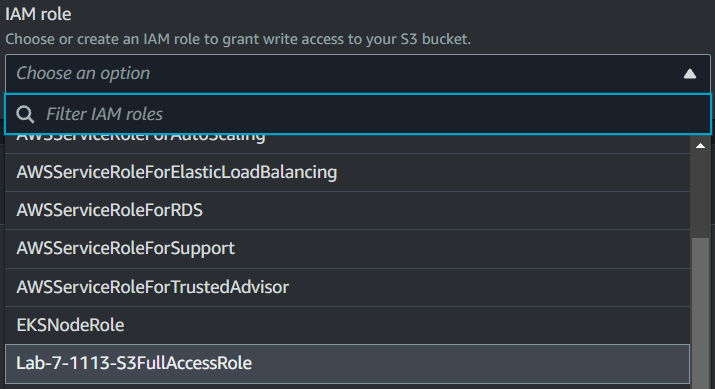 IAM role
Choose or create an IAM role to grant write access to your S3 bucket.
Choose an option
Filter IAM roles
AWSServiceRoleForAutoScaling
AWSServiceRoleForElasticLoadBalancing
AWSServiceRoleForRDS
AWSServiceRoleForSupport
AWSServiceRoleForTrustedAdvisor
EKSNodeRole
Lab-7-1113-S3FullAccessRole